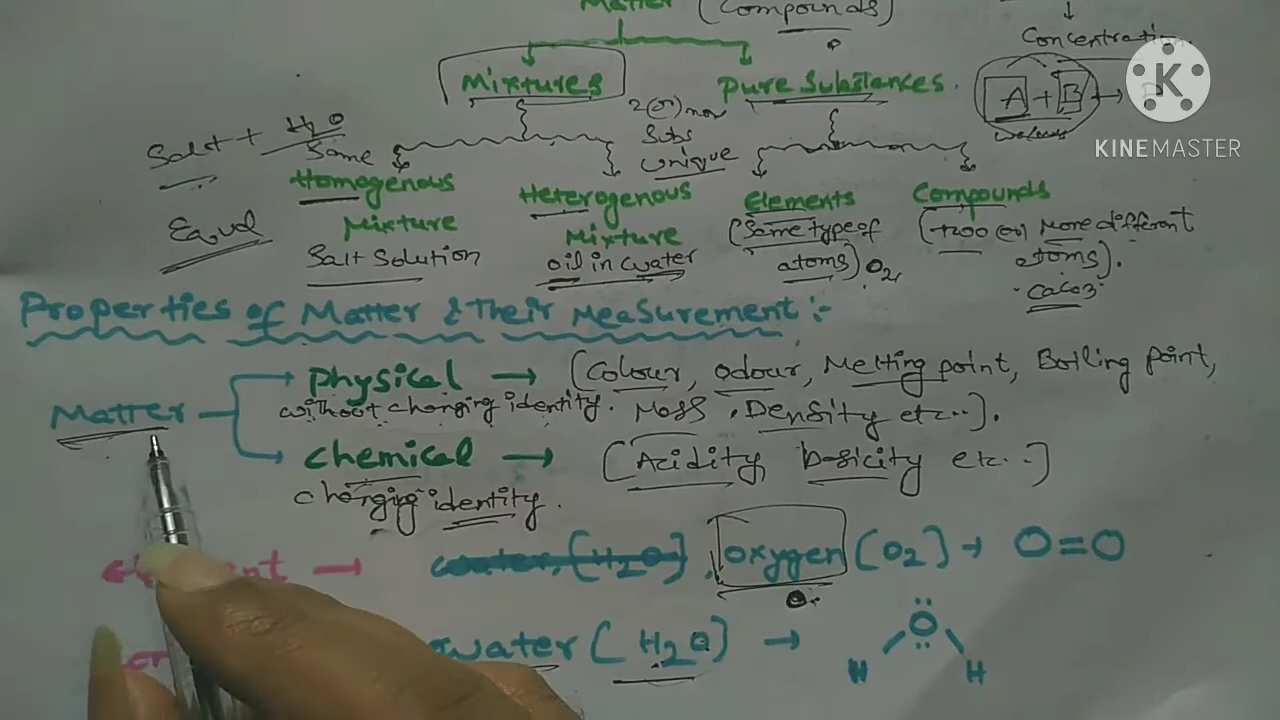 Matter (Compounds)
Concentration
Mixtures Pure Substances.
A + B →
KINEMASTER
Salt + H2O
Same
2 (or) more
Subs
unique
Homogenous Heterogenous Elements Compounds
Equal Mixture Mixture (Same type of (two (or) More different
Salt Solution oil in water atoms) O2, atoms).
CaCo3
Properties of Matter & Their Measurement :-
Matter
Physical → (Colour, odour, Melting point, Boiling point,
without changing identity. Mass, Density etc..).
Chemical → (Acidity, basicity etc..)
changing identity.
Element → water, (H2O), oxygen (O2) → O=O
water (H2O) → O
H H